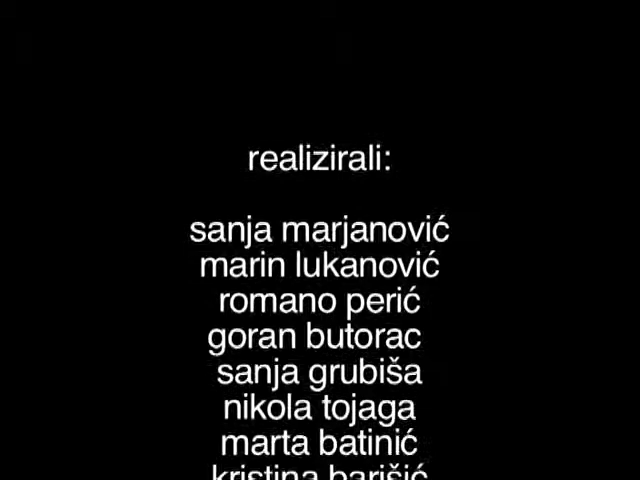 realizirali:
sanja marjanović
marin lukanović
romano perić
goran butorac
sanja grubiša
nikola tojaga
marta batinić
kristina barišić